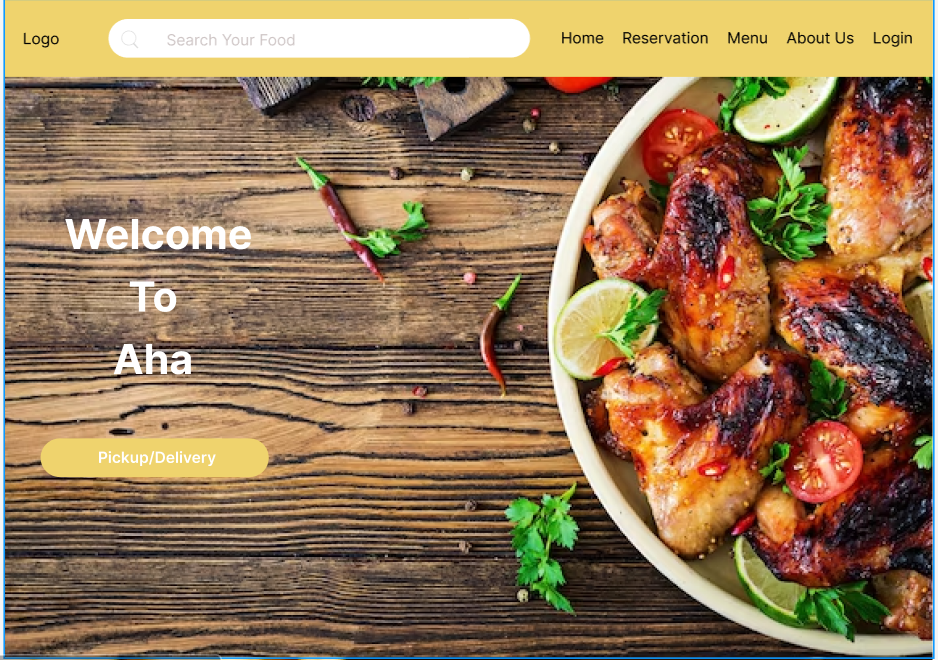 Logo
Search Your Food
Home
Reservation
Menu
About Us
Login
Welcome
To
Aha
Pickup/Delivery